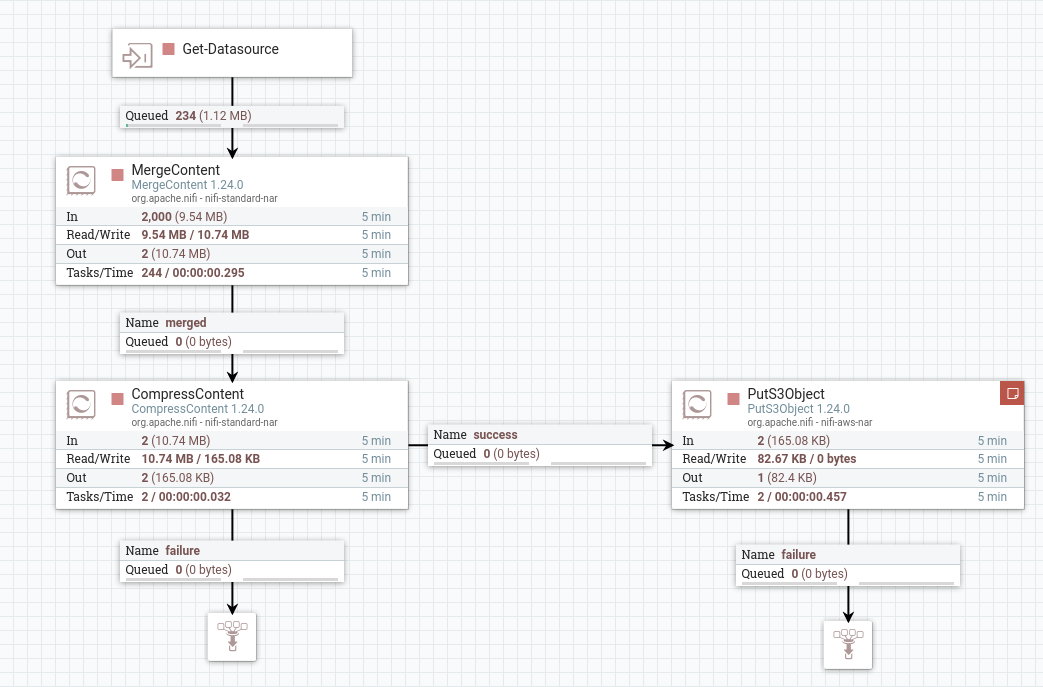 Get-Datasource
Queued 234 (1.12 MB)
MergeContent
MergeContent 1.24.0
org.apache.nifi - nifi-standard-nar
In 2,000 (9.54 MB) 5 min
Read/Write 9.54 MB / 10.74 MB 5 min
Out 2 (10.74 MB) 5 min
Tasks/Time 244 / 00:00:00.295 5 min
Name merged
Queued 0 (0 bytes)
CompressContent
CompressContent 1.24.0
org.apache.nifi - nifi-standard-nar
In 2 (10.74 MB) 5 min
Read/Write 10.74 MB / 165.08 KB 5 min
Out 2 (165.08 KB) 5 min
Tasks/Time 2 / 00:00:00.032 5 min
Name success
Queued 0 (0 bytes)
PutS3Object
PutS3Object 1.24.0
org.apache.nifi - nifi-aws-nar
In 2 (165.08 KB) 5 min
Read/Write 82.67 KB / 0 bytes 5 min
Out 1 (82.4 KB) 5 min
Tasks/Time 2 / 00:00:00.457 5 min
Name failure
Queued 0 (0 bytes)
Name failure
Queued 0 (0 bytes)